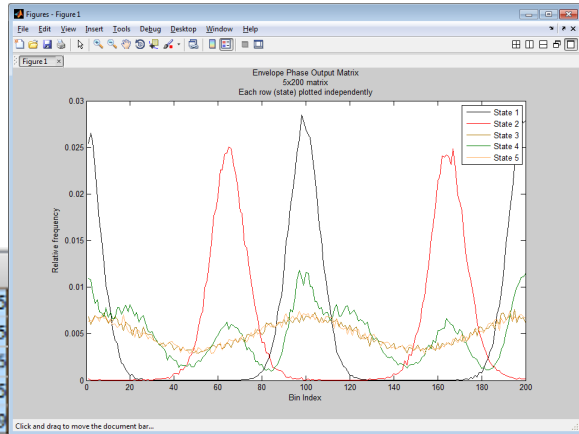 Figures - Figure 1
File Edit View Insert Tools Debug Desktop Window Help
Figure 1
Envelope Phase Output Matrix
5x200 matrix
Each row (state) plotted independently
0.03
0.025
0.02
0.015
0.01
0.005
0
Relative frequency
State 1
State 2
State 3
State 4
State 5
0 20 40 60 80 100 120 140 160 180 200
Bin Index
Click and drag to move the document bar...